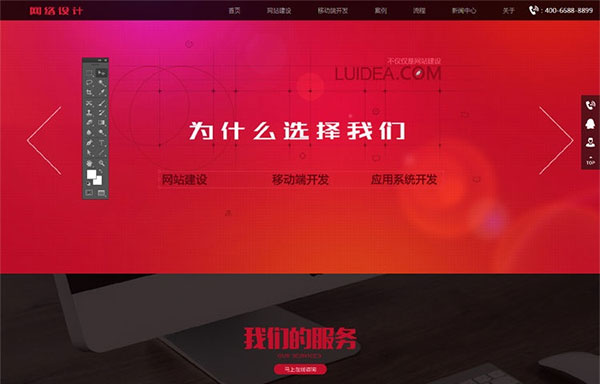 网络设计
首页 网站建设 移动端开发 案例 流程 新闻中心 关于 : 400-6688-8899
不仅仅是网站建设
LUIDEA.COM
为什么选择我们
网站建设 移动端开发 应用系统开发
TOP
我们的服务
OUR SERVICES
马上在线咨询